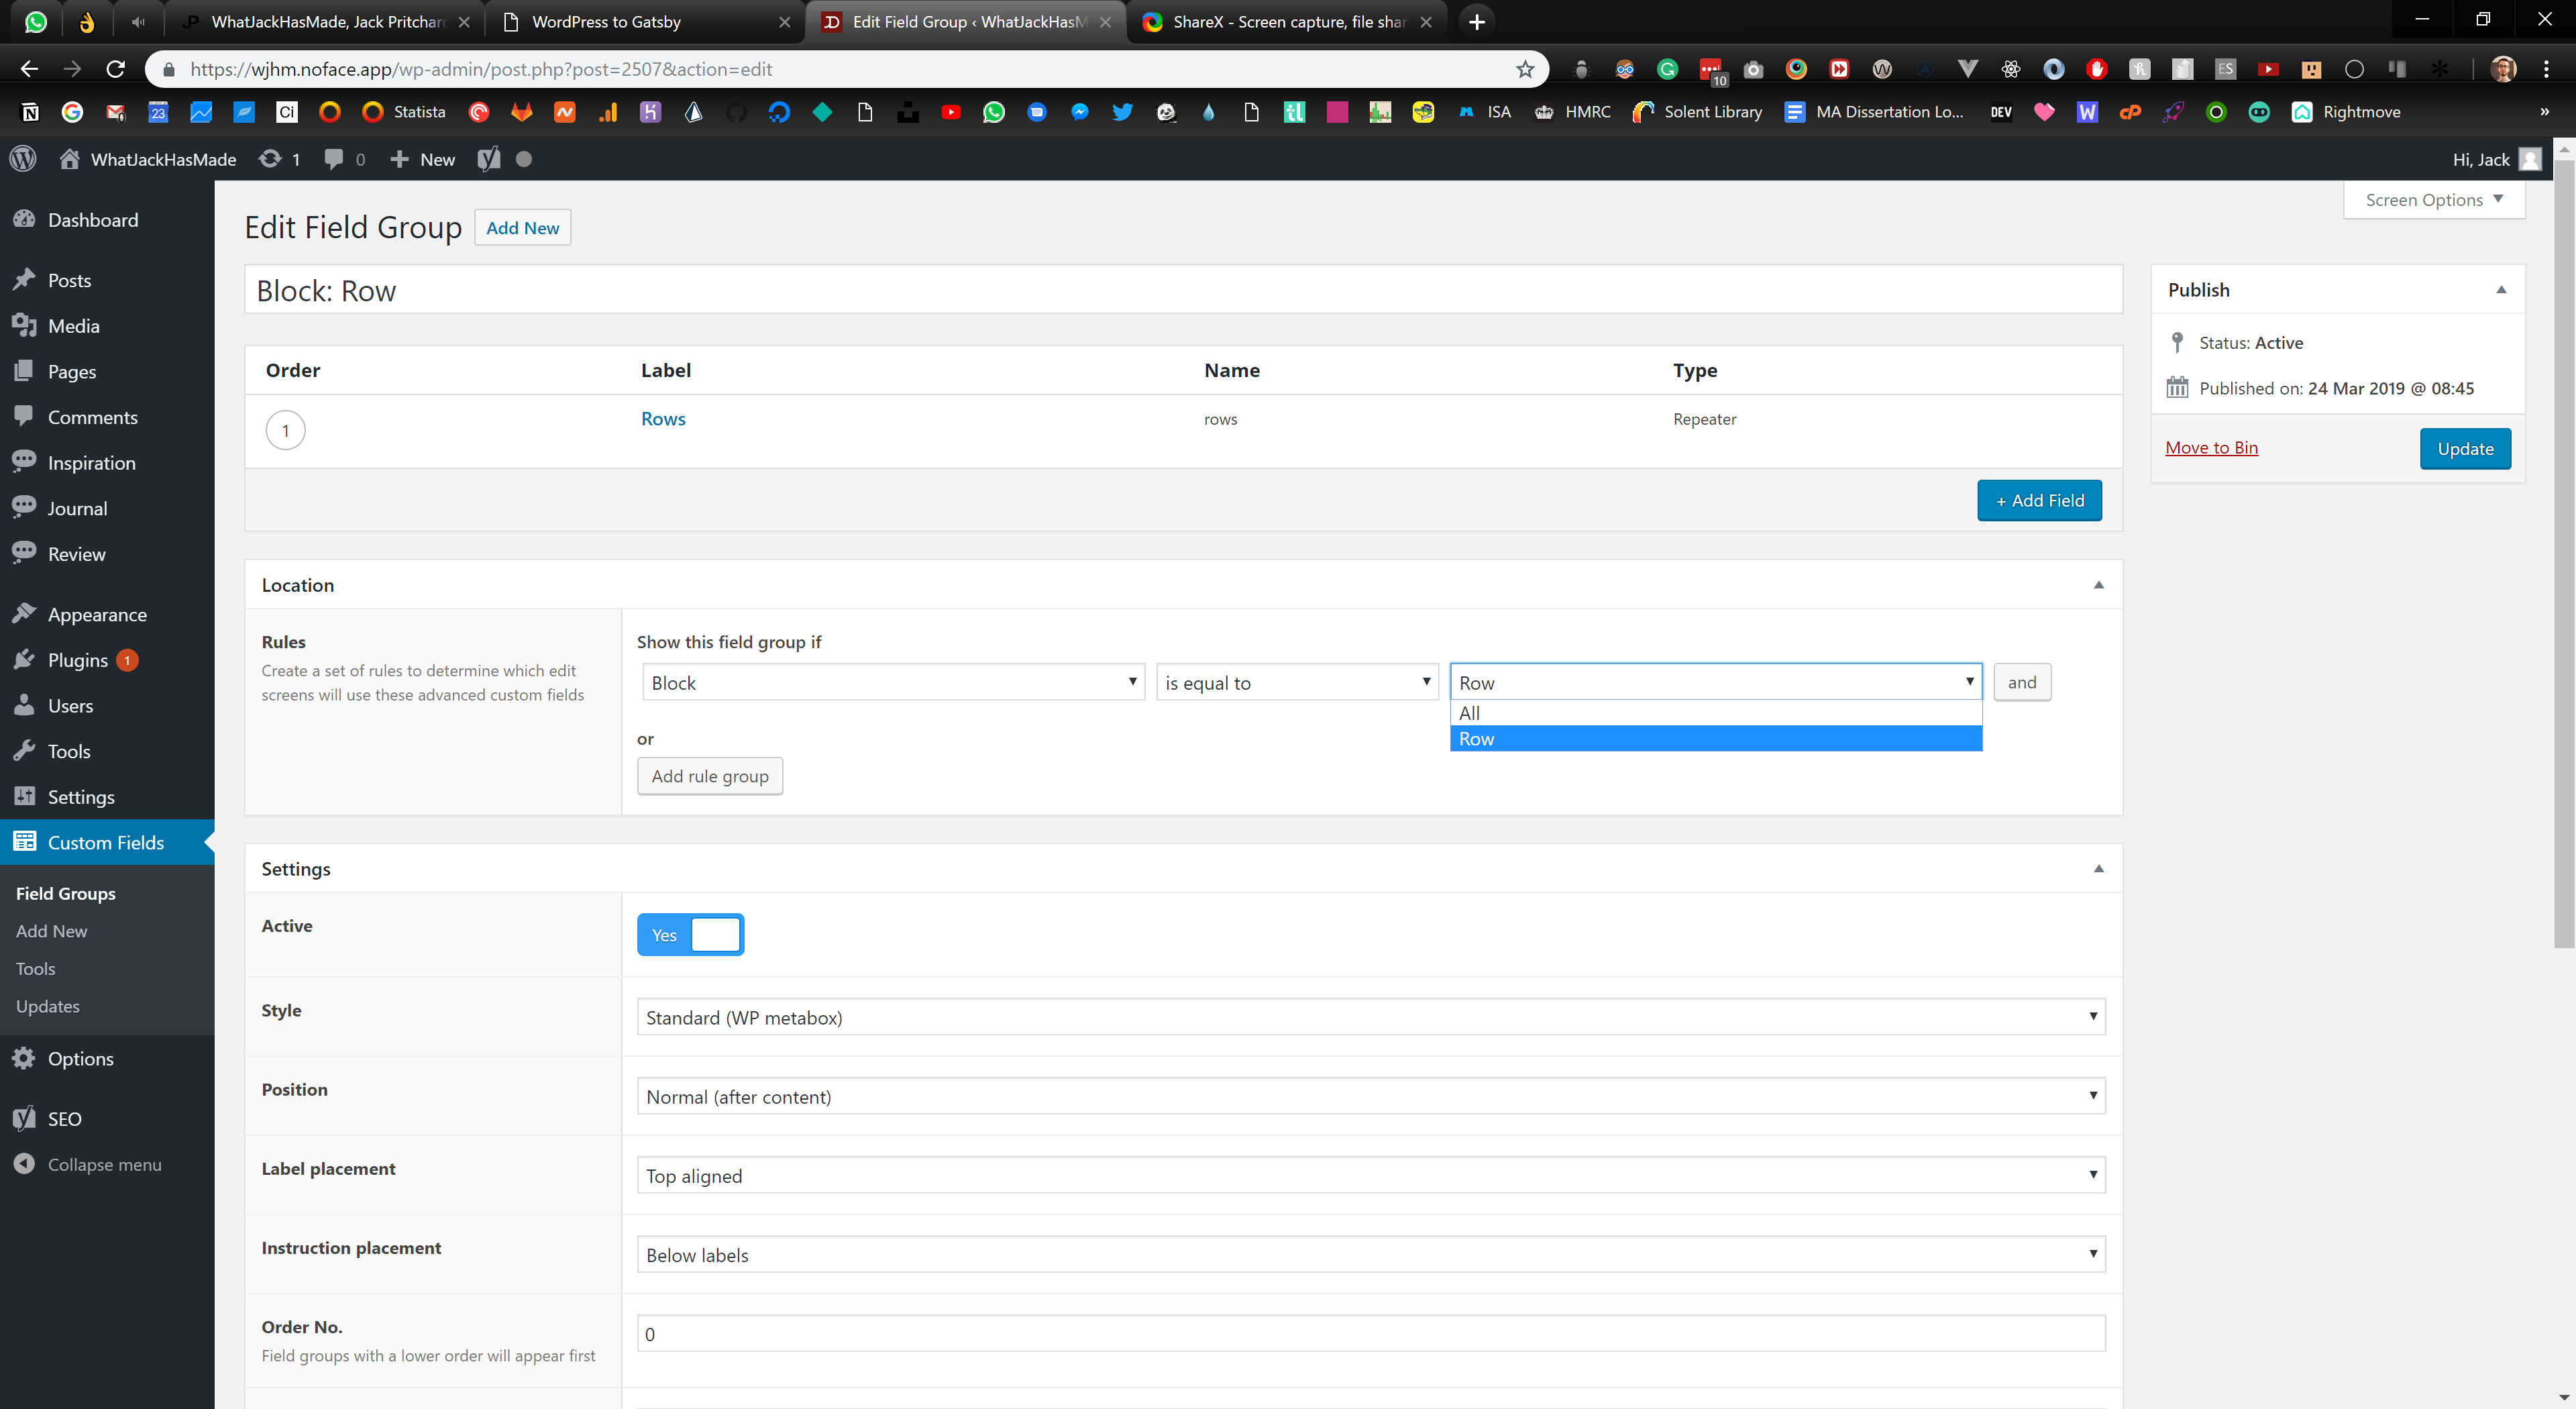 WhatJackHasMade, Jack Pritchard
WordPress to Gatsby
Edit Field Group ‹ WhatJackHasM
ShareX - Screen capture, file shar
https://wjhm.noface.app/wp-admin/post.php?post=2507&action=edit
10
ES
23
Ci
Statista
ISA
HMRC
Solent Library
MA Dissertation Lo...
DEV
Rightmove
»
WhatJackHasMade
1
0
New
Hi, Jack
Screen Options
Dashboard
Posts
Media
Pages
Comments
Inspiration
Journal
Review
Appearance
Plugins 1
Users
Tools
Settings
Custom Fields
Field Groups
Add New
Tools
Updates
Options
SEO
Collapse menu
Edit Field Group
Add New
Block: Row
Order Label Name Type
1 Rows rows Repeater
+ Add Field
Location
Rules
Create a set of rules to determine which edit
screens will use these advanced custom fields
Show this field group if
Block
is equal to
Row
and
All
Row
or
Add rule group
Settings
Active
Yes
Style
Standard (WP metabox)
Position
Normal (after content)
Label placement
Top aligned
Instruction placement
Below labels
Order No.
Field groups with a lower order will appear first
0
Publish
Status: Active
Published on: 24 Mar 2019 @ 08:45
Move to Bin
Update